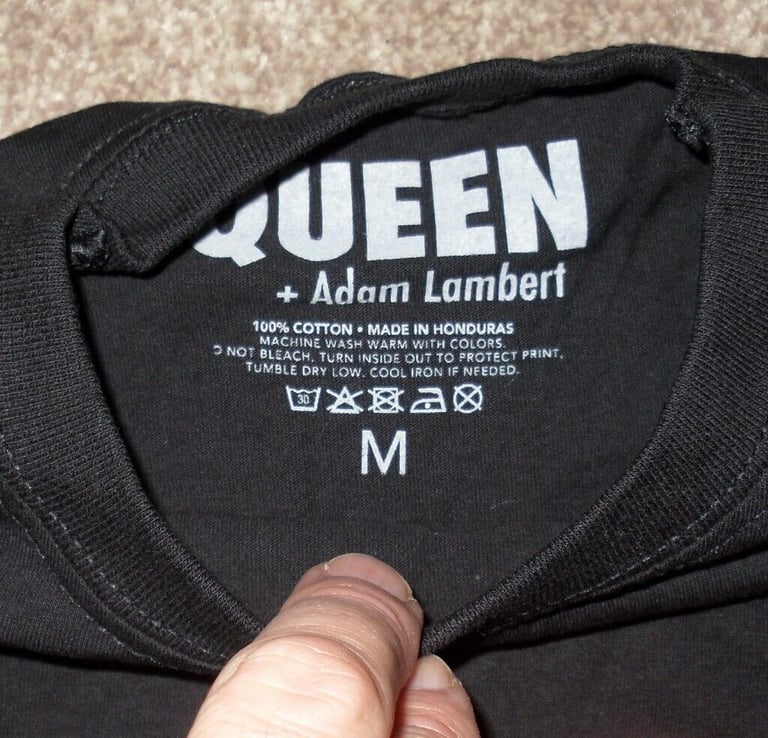 QUEEN
+ Adam Lambert
100% COTTON • MADE IN HONDURAS
MACHINE WASH WARM WITH COLORS.
DO NOT BLEACH. TURN INSIDE OUT TO PROTECT PRINT.
TUMBLE DRY LOW. COOL IRON IF NEEDED.
30
M